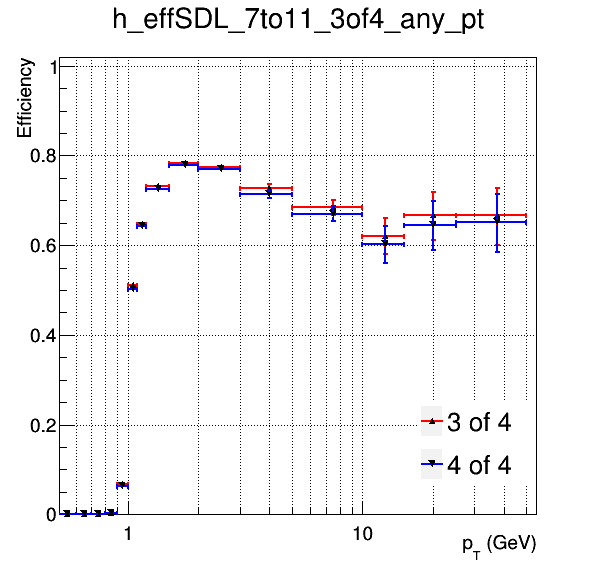 h_effSDL_7to11_3of4_any_pt
Efficiency
1
0.8
0.6
0.4
0.2
0
1
10
p_T (GeV)
3 of 4
4 of 4